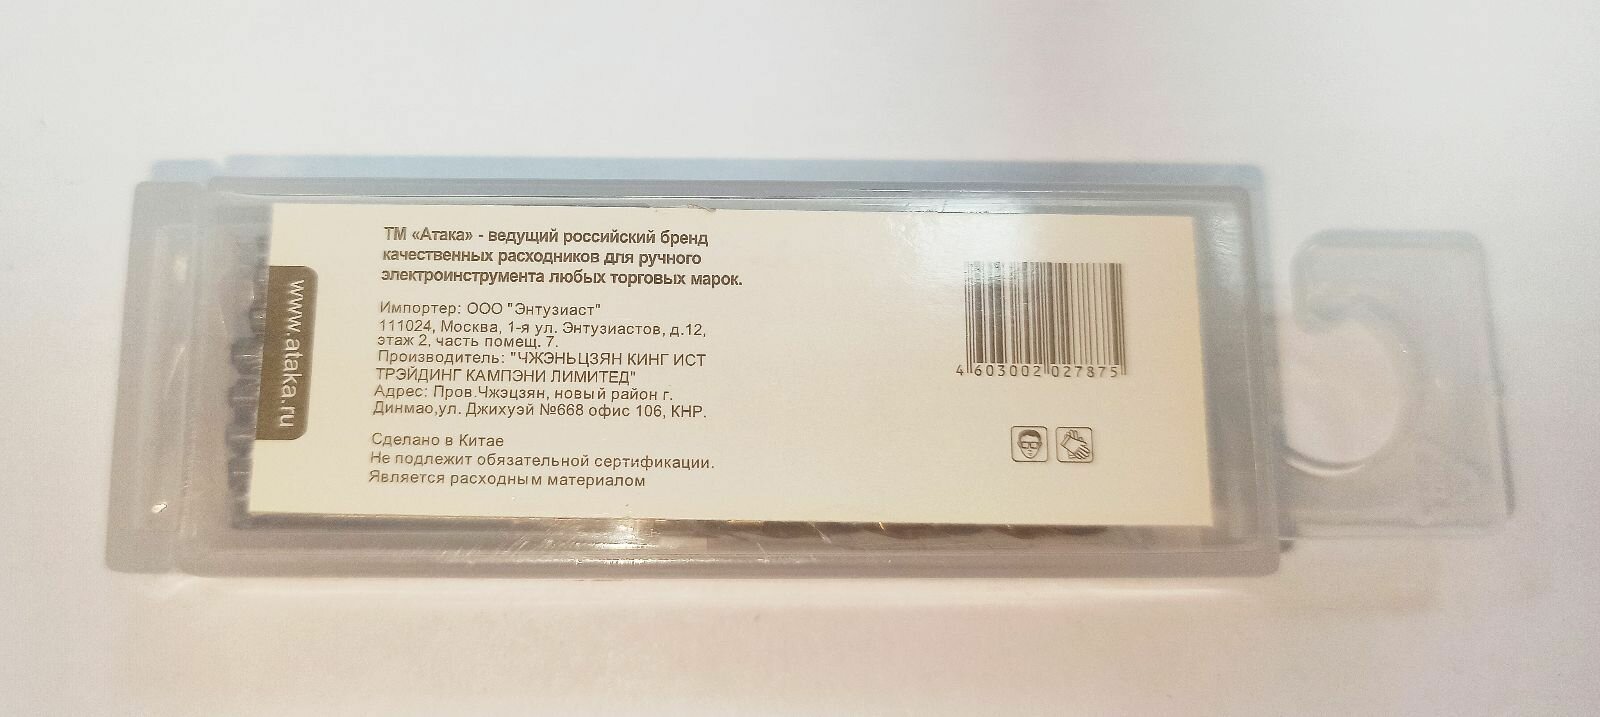 ТМ «Атака» - ведущий российский бренд
качественных расходников для ручного
электроинструмента любых торговых марок.
Импортер: ООО "Энтузиаст"
111024, Москва, 1-я ул. Энтузиастов, д.12,
этаж 2, часть помещ. 7.
Производитель: "ЧЖЭНЬЦЗЯН КИНГ ИСТ
ТРЭЙДИНГ КАМПЭНИ ЛИМИТЕД"
Адрес: Пров.Чжэцзян, новый район г.
Динмао,ул. Джихуэй №668 офис 106, КНР.
Сделано в Китае
Не подлежит обязательной сертификации.
Является расходным материалом
www.ataka.ru
4 603002 027875